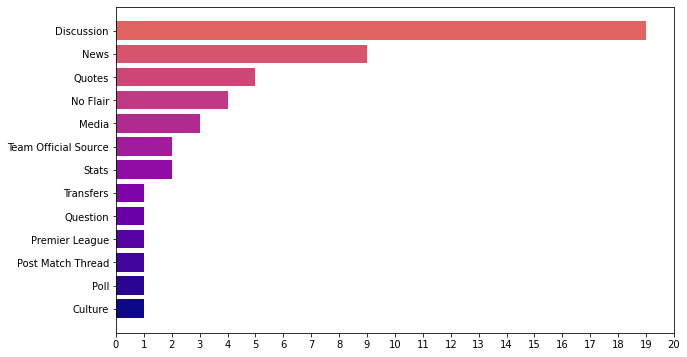 Discussion
News
Quotes
No Flair
Media
Team Official Source
Stats
Transfers
Question
Premier League
Post Match Thread
Poll
Culture
0 1 2 3 4 5 6 7 8 9 10 11 12 13 14 15 16 17 18 19 20